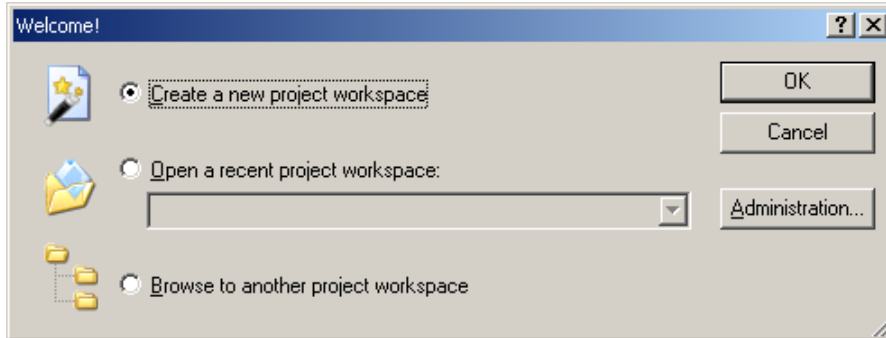 Welcome!
Create a new project workspace
OK
Cancel
Open a recent project workspace:
Administration...
Browse to another project workspace